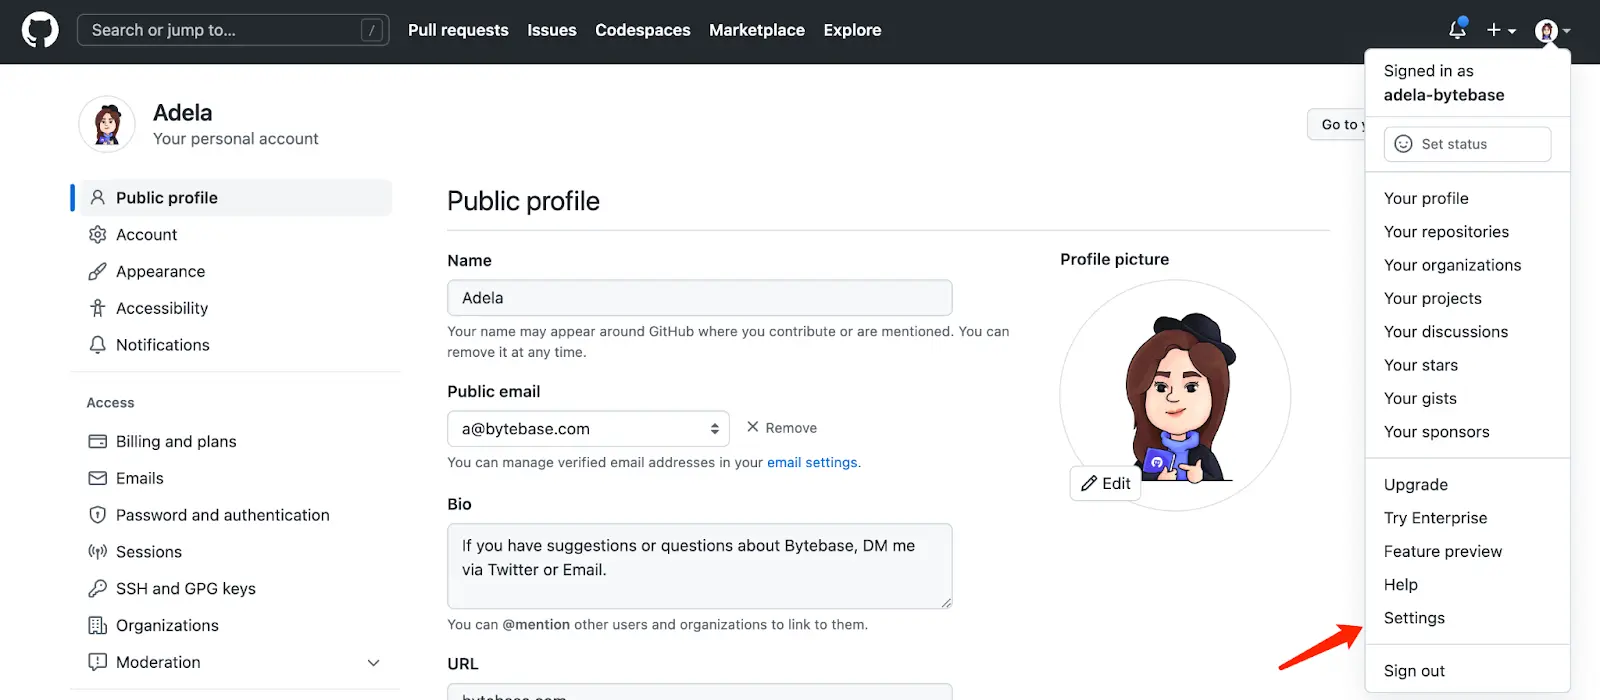 Search or jump to...
/
Pull requests
Issues
Codespaces
Marketplace
Explore
Adela
Your personal account
Go to
Signed in as
adela-bytebase
Set status
Your profile
Your repositories
Your organizations
Your projects
Your discussions
Your stars
Your gists
Your sponsors
Upgrade
Try Enterprise
Feature preview
Help
Settings
Sign out
Public profile
Account
Appearance
Accessibility
Notifications
Access
Billing and plans
Emails
Password and authentication
Sessions
SSH and GPG keys
Organizations
Moderation
Public profile
Name
Adela
Your name may appear around GitHub where you contribute or are mentioned. You can
remove it at any time.
Public email
a@bytebase.com
Remove
You can manage verified email addresses in your email settings.
Bio
If you have suggestions or questions about Bytebase, DM me
via Twitter or Email.
You can @mention other users and organizations to link to them.
URL
bytebase.com
Profile picture
Edit